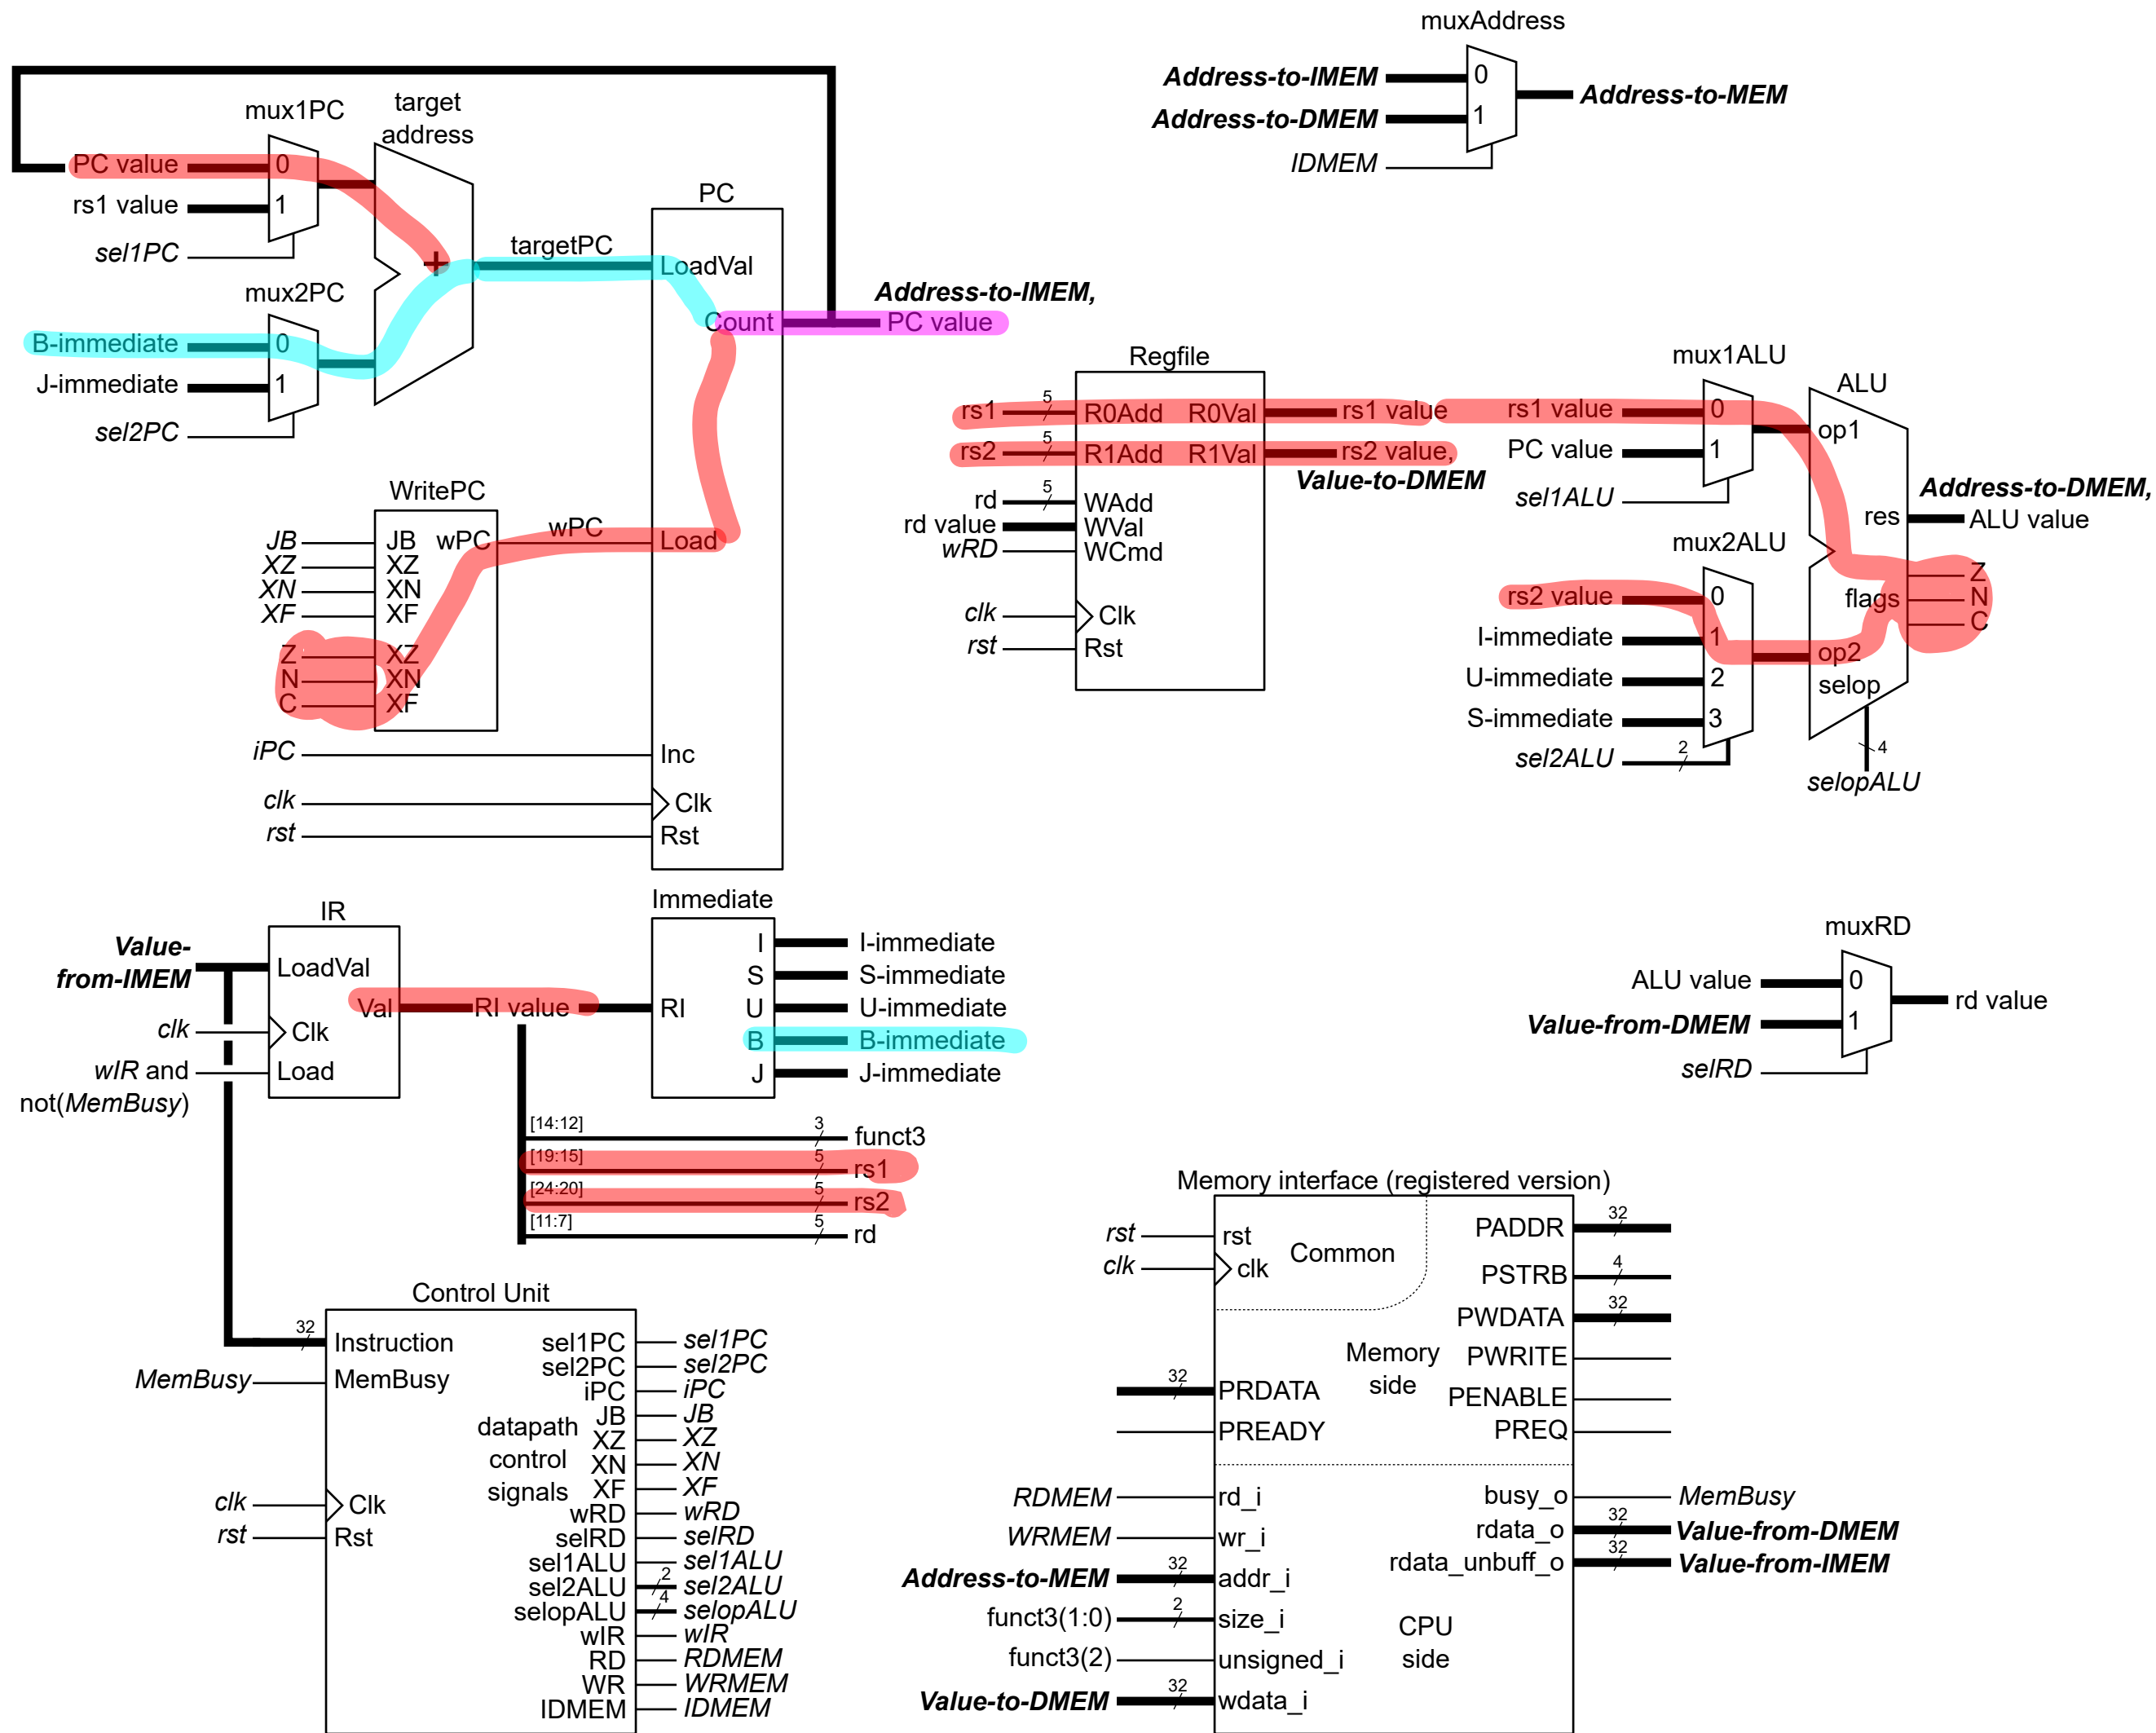 muxAddress
Address-to-IMEM
0
Address-to-DMEM
1
Address-to-MEM
IDMEM
mux1PC
target
address
PC value
0
rs1 value
1
sel1PC
mux2PC
B-immediate
0
J-immediate
1
sel2PC
+
targetPC
PC
LoadVal
Count
Address-to-IMEM,
PC value
WritePC
JB
JB
wPC
wPC
Load
XZ
XZ
XN
XN
XF
XF
Z
XZ
N
XN
C
XF
iPC
Inc
clk
Clk
rst
Rst
Regfile
rs1
5
R0Add
R0Val
rs1 value
rs2
5
R1Add
R1Val
rs2 value,
Value-to-DMEM
rd
5
WAdd
rd value
WVal
wRD
WCmd
clk
Clk
rst
Rst
mux1ALU
rs1 value
0
PC value
1
sel1ALU
mux2ALU
rs2 value
0
I-immediate
1
U-immediate
2
S-immediate
3
sel2ALU
2
ALU
op1
res
Address-to-DMEM,
ALU value
flags
Z
N
C
op2
selop
4
selopALU
IR
Value-
from-IMEM
LoadVal
Val
RI value
clk
Clk
wIR and
not(MemBusy)
Load
Immediate
RI
I
I-immediate
S
S-immediate
U
U-immediate
B
B-immediate
J
J-immediate
[14:12]
3
funct3
[19:15]
5
rs1
[24:20]
5
rs2
[11:7]
5
rd
muxRD
ALU value
0
Value-from-DMEM
1
rd value
selRD
Control Unit
32
Instruction
MemBusy
MemBusy
datapath
control
signals
clk
Clk
rst
Rst
sel1PC
sel1PC
sel2PC
sel2PC
iPC
iPC
JB
JB
XZ
XZ
XN
XN
XF
XF
wRD
wRD
selRD
selRD
sel1ALU
sel1ALU
sel2ALU
2
sel2ALU
selopALU
4
selopALU
wIR
wIR
RD
RDMEM
WR
WRMEM
IDMEM
IDMEM
Memory interface (registered version)
rst
rst
clk
clk
Common
PADDR
32
PSTRB
4
PWDATA
32
Memory
side
PWRITE
PENABLE
PREQ
32
PRDATA
PREADY
RDMEM
rd_i
WRMEM
wr_i
Address-to-MEM
32
addr_i
funct3(1:0)
2
size_i
funct3(2)
unsigned_i
Value-to-DMEM
32
wdata_i
CPU
side
busy_o
MemBusy
rdata_o
32
Value-from-DMEM
rdata_unbuff_o
32
Value-from-IMEM